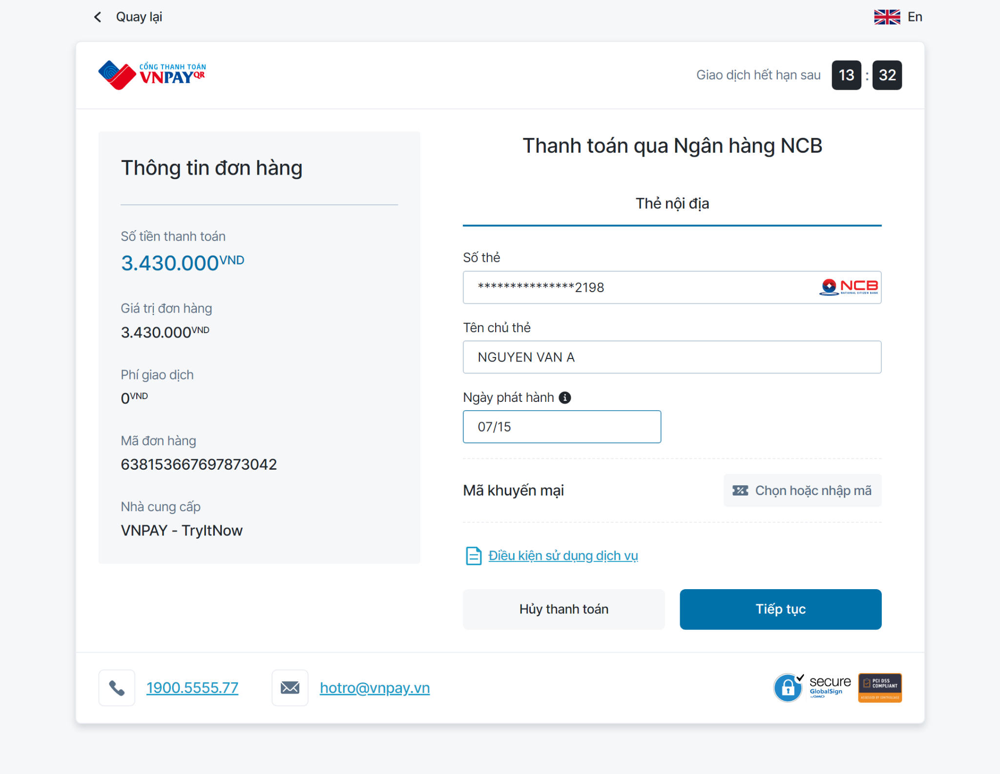 Quay lại
En
CỔNG THANH TOÁN
VNPAYQR
Giao dịch hết hạn sau 13 : 32
Thông tin đơn hàng
Số tiền thanh toán
3.430.000VND
Giá trị đơn hàng
3.430.000VND
Phí giao dịch
0VND
Mã đơn hàng
638153667697873042
Nhà cung cấp
VNPAY - TryItNow
Thanh toán qua Ngân hàng NCB
Thẻ nội địa
Số thẻ
***************2198
NCB
NATIONAL CITIZEN BANK
Tên chủ thẻ
NGUYEN VAN A
Ngày phát hành
07/15
Mã khuyến mại
Chọn hoặc nhập mã
Điều kiện sử dụng dịch vụ
Hủy thanh toán
Tiếp tục
1900.5555.77
hotro@vnpay.vn
secure
GlobalSign
by GMO
PCI DSS
COMPLIANT
ASSESSED BY CONTROLCASE